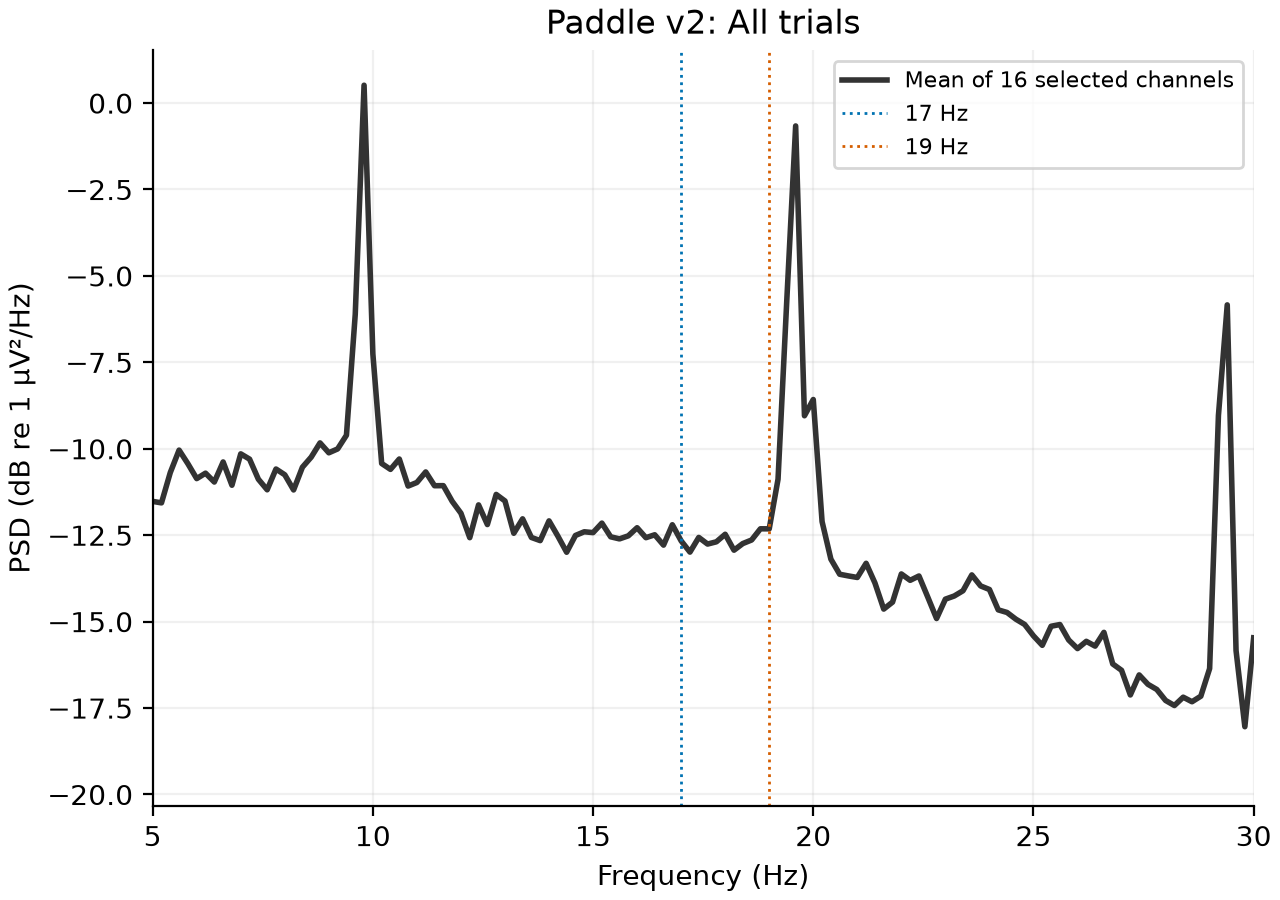 Paddle v2: All trials
Mean of 16 selected channels
17 Hz
19 Hz
0.0
−2.5
−5.0
−7.5
−10.0
−12.5
−15.0
−17.5
−20.0
PSD (dB re 1 µV²/Hz)
5 10 15 20 25 30
Frequency (Hz)